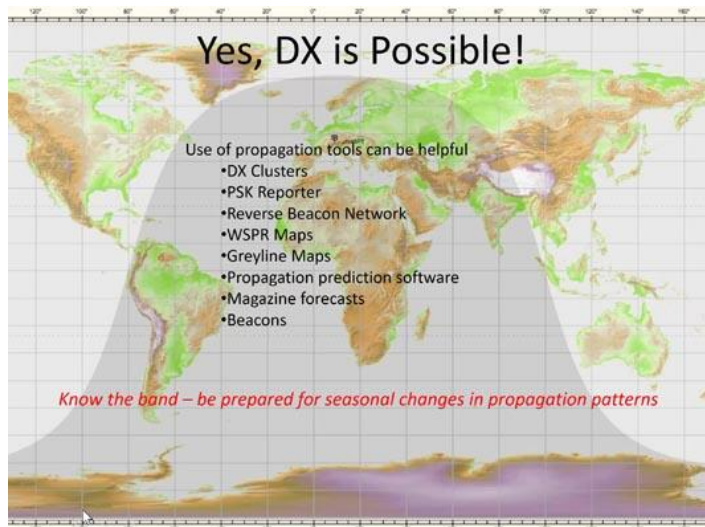 Yes, DX is Possible!
Use of propagation tools can be helpful
•DX Clusters
•PSK Reporter
•Reverse Beacon Network
•WSPR Maps
•Greyline Maps
•Propagation prediction software
•Magazine forecasts
•Beacons
Know the band – be prepared for seasonal changes in propagation patterns